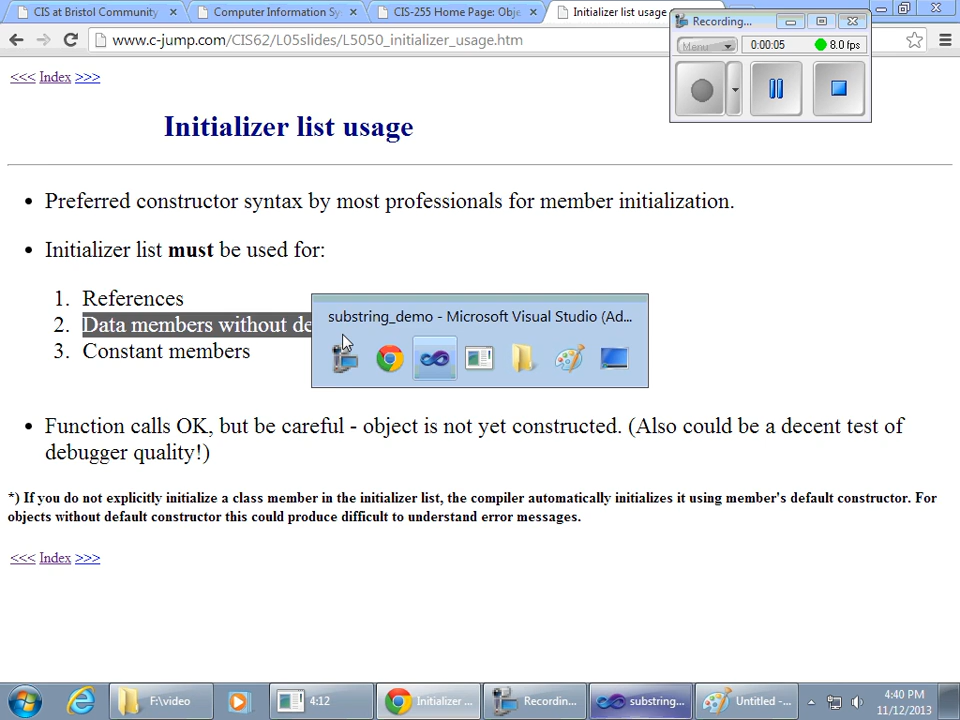 CIS at Bristol Community
Computer Information Sy
CIS-255 Home Page: Obje
Initializer list usage
Recording...
www.c-jump.com/CIS62/L05slides/L5050_initializer_usage.htm
Menu
0:00:05
8.0 fps
<<< Index >>>
Initializer list usage
• Preferred constructor syntax by most professionals for member initialization.
• Initializer list must be used for:
1. References
2. Data members without de
3. Constant members
substring_demo - Microsoft Visual Studio (Ad...
• Function calls OK, but be careful - object is not yet constructed. (Also could be a decent test of
debugger quality!)
*) If you do not explicitly initialize a class member in the initializer list, the compiler automatically initializes it using member's default constructor. For
objects without default constructor this could produce difficult to understand error messages.
<<< Index >>>
F:\video
4:12
Initializer ...
Recordin...
substring...
Untitled -...
4:40 PM
11/12/2013